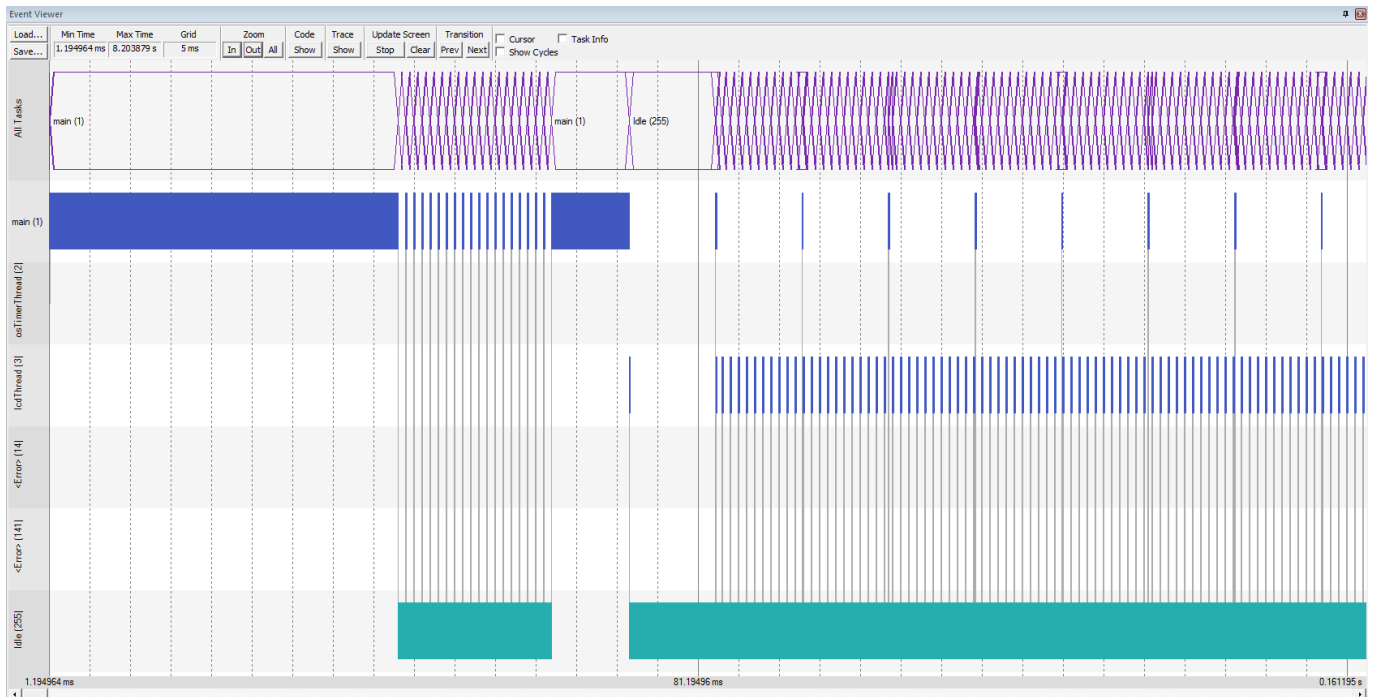 Event Viewer
Load... Min Time Max Time Grid Zoom Code Trace Update Screen Transition Cursor Task Info
Save... 1.194964 ms 8.203879 s 5 ms In Out All Show Show Stop Clear Prev Next Show Cycles
All Tasks
main (1) main (1) Idle (255)
main (1)
osTimerThread (2)
lcdThread (3)
<Error> (14)
<Error> (141)
Idle (255)
1.194964 ms 81.19496 ms 0.161195 s